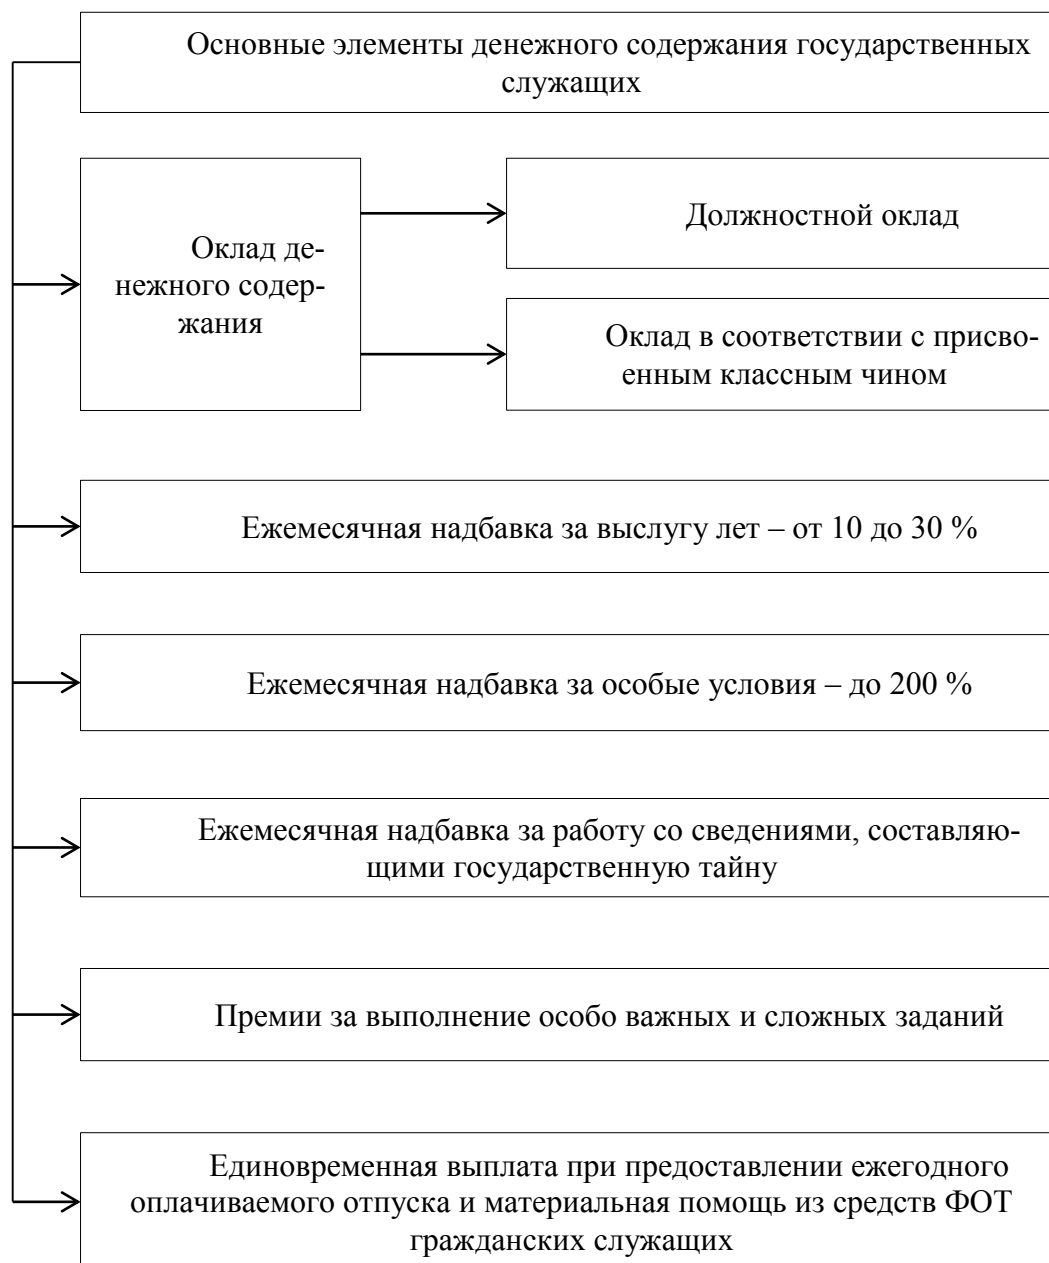 Основные элементы денежного содержания государственных
служащих
Оклад де-
нежного содер-
жания
Должностной оклад
Оклад в соответствии с присво-
енным классным чином
Ежемесячная надбавка за выслугу лет – от 10 до 30 %
Ежемесячная надбавка за особые условия – до 200 %
Ежемесячная надбавка за работу со сведениями, составляю-
щими государственную тайну
Премии за выполнение особо важных и сложных заданий
Единовременная выплата при предоставлении ежегодного
оплачиваемого отпуска и материальная помощь из средств ФОТ
гражданских служащих